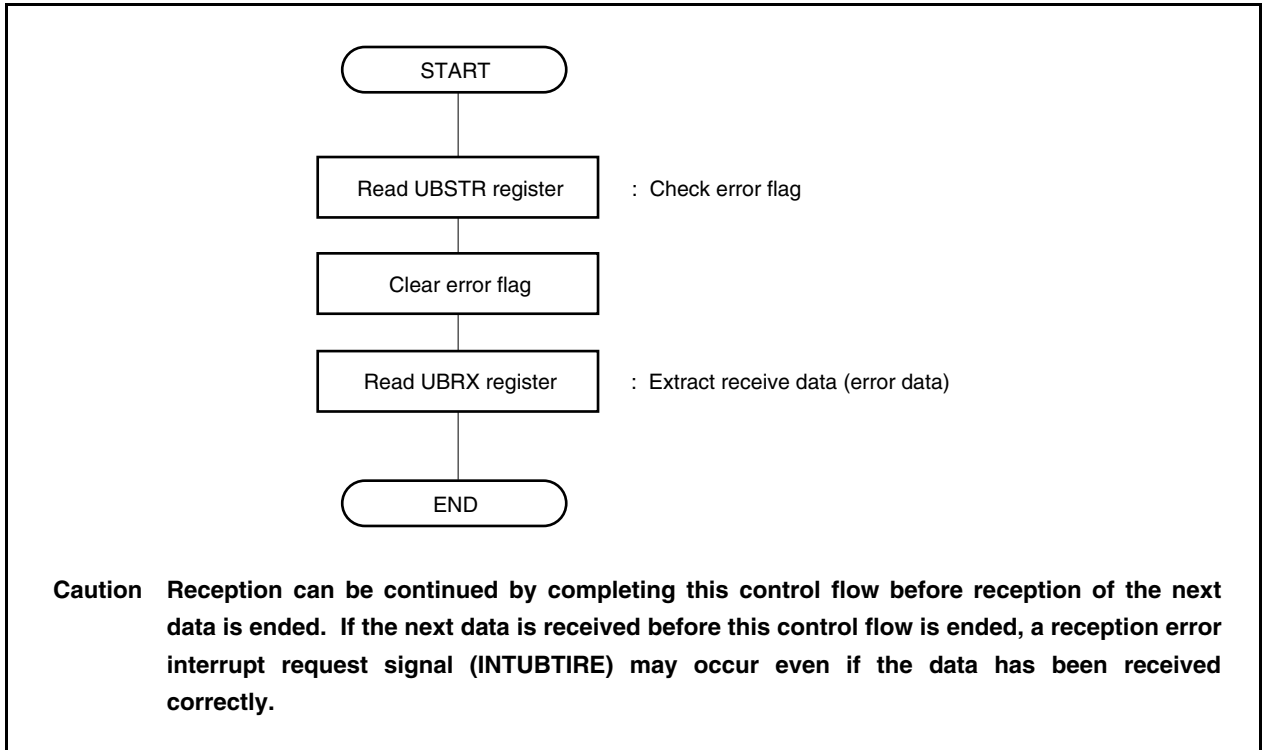 START
Read UBSTR register : Check error flag
Clear error flag
Read UBRX register : Extract receive data (error data)
END
Caution Reception can be continued by completing this control flow before reception of the next
data is ended. If the next data is received before this control flow is ended, a reception error
interrupt request signal (INTUBTIRE) may occur even if the data has been received
correctly.